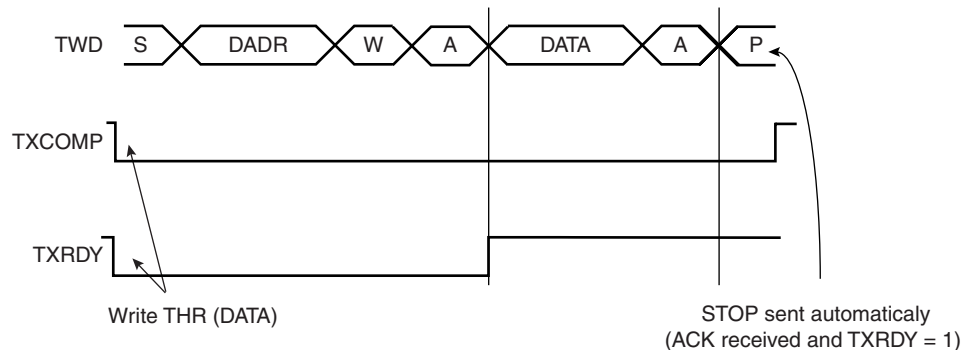 TWD S DADR W A DATA A P
TXCOMP
TXRDY
Write THR (DATA)
STOP sent automaticaly
(ACK received and TXRDY = 1)